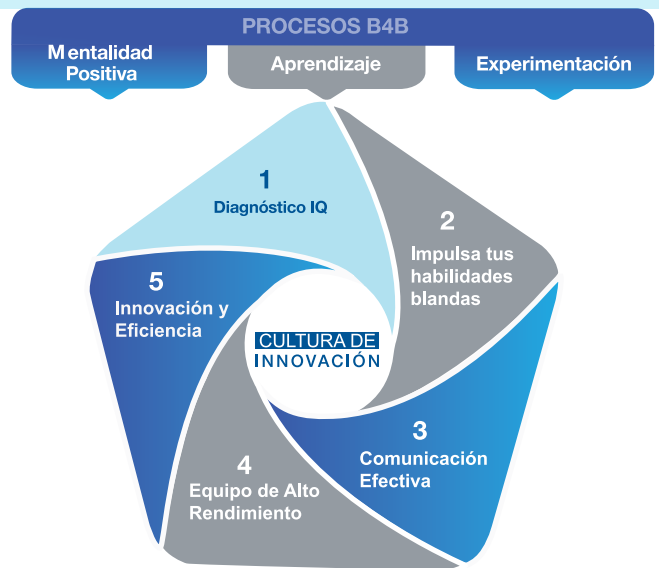 PROCESOS B4B
Mentalidad
Positiva
Aprendizaje
Experimentación
1
Diagnóstico IQ
2
Impulsa tus
habilidades
blandas
3
Comunicación
Efectiva
4
Equipo de Alto
Rendimiento
5
Innovación y
Eficiencia
CULTURA DE
INNOVACIÓN